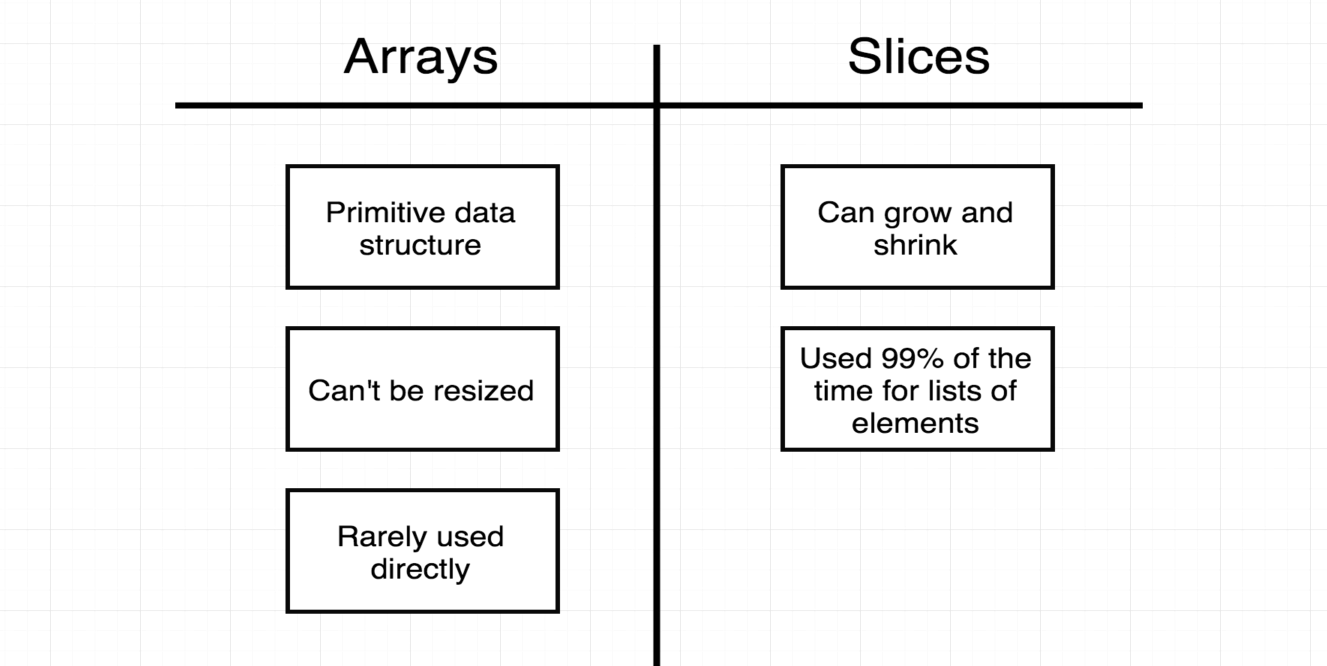 Arrays
Slices
Primitive data
structure
Can't be resized
Rarely used
directly
Can grow and
shrink
Used 99% of the
time for lists of
elements